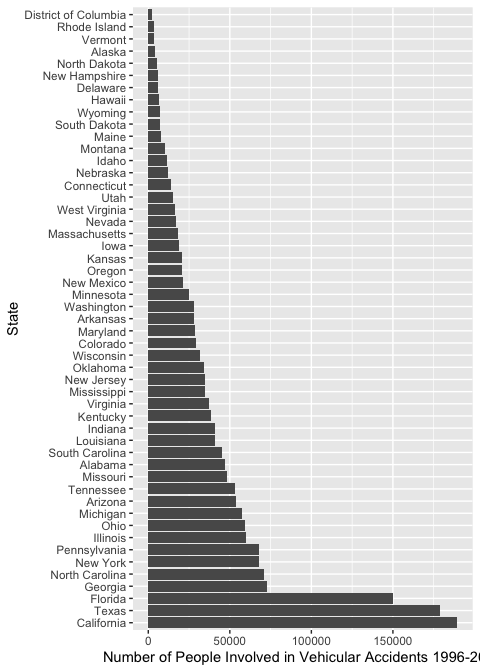 District of Columbia
Rhode Island
Vermont
Alaska
North Dakota
New Hampshire
Delaware
Hawaii
Wyoming
South Dakota
Maine
Montana
Idaho
Nebraska
Connecticut
Utah
West Virginia
Nevada
Massachusetts
Iowa
Kansas
Oregon
New Mexico
Minnesota
Washington
Arkansas
Maryland
Colorado
Wisconsin
Oklahoma
New Jersey
Mississippi
Virginia
Kentucky
Indiana
Louisiana
South Carolina
Alabama
Missouri
Tennessee
Arizona
Michigan
Ohio
Illinois
Pennsylvania
New York
North Carolina
Georgia
Florida
Texas
California
State
0 50000 100000 150000
Number of People Involved in Vehicular Accidents 1996-2